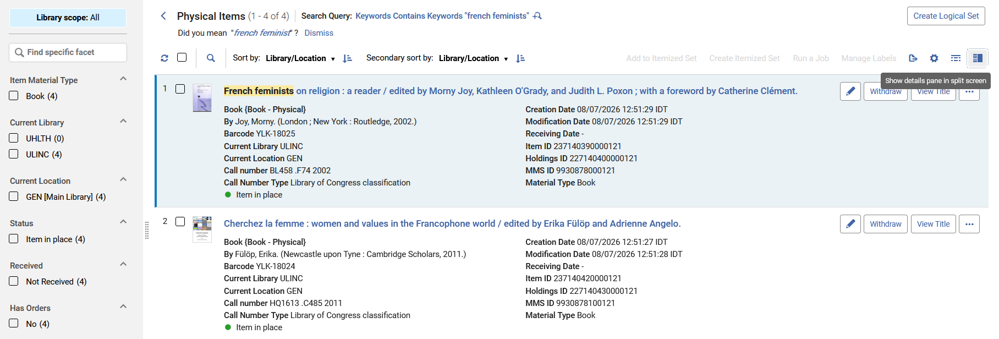 Library scope: All
Find specific facet
Item Material Type
Book (4)
Current Library
UHLTH (0)
ULINC (4)
Current Location
GEN [Main Library] (4)
Status
Item in place (4)
Received
Not Received (4)
Has Orders
No (4)
Physical Items (1 - 4 of 4) Search Query: Keywords Contains Keywords "french feminists"
Create Logical Set
Did you mean "french feminist" ? Dismiss
Sort by: Library/Location Secondary sort by: Library/Location
Add to Itemized Set Create Itemized Set Run a Job Manage Labels
Show details pane in split screen
1 French feminists on religion : a reader / edited by Morny Joy, Kathleen O'Grady, and Judith L. Poxon ; with a foreword by Catherine Clément.
Withdraw View Title
Book {Book - Physical}
By Joy, Morny. (London ; New York : Routledge, 2002.)
Barcode YLK-18025
Current Library ULINC
Current Location GEN
Call number BL458 .F74 2002
Call Number Type Library of Congress classification
Item in place
Creation Date 08/07/2026 12:51:29 IDT
Modification Date 08/07/2026 12:51:29 IDT
Receiving Date -
Item ID 237140390000121
Holdings ID 227140400000121
MMS ID 9930878000121
Material Type Book
2 Cherchez la femme : women and values in the Francophone world / edited by Erika Fülöp and Adrienne Angelo.
Withdraw View Title
Book {Book - Physical}
By Fülöp, Erika. (Newcastle upon Tyne : Cambridge Scholars, 2011.)
Barcode YLK-18024
Current Library ULINC
Current Location GEN
Call number HQ1613 .C485 2011
Call Number Type Library of Congress classification
Item in place
Creation Date 08/07/2026 12:51:27 IDT
Modification Date 08/07/2026 12:51:28 IDT
Receiving Date -
Item ID 237140420000121
Holdings ID 227140430000121
MMS ID 9930878100121
Material Type Book